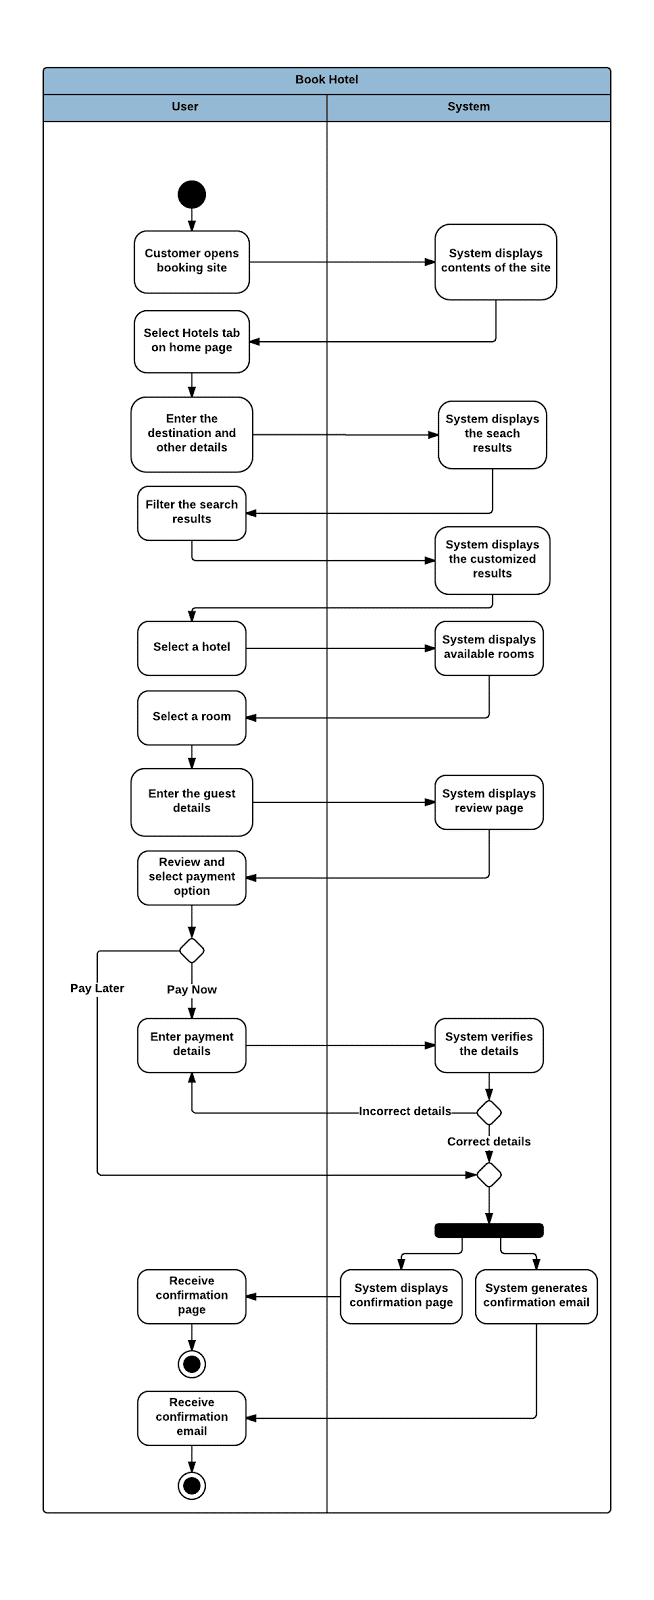 Book Hotel
User
System
Customer opens
booking site
System displays
contents of the site
Select Hotels tab
on home page
Enter the
destination and
other details
System displays
the seach
results
Filter the search
results
System displays
the customized
results
Select a hotel
System dispalys
available rooms
Select a room
Enter the guest
details
System displays
review page
Review and
select payment
option
Pay Later
Pay Now
Enter payment
details
System verifies
the details
Incorrect details
Correct details
Receive
confirmation
page
System displays
confirmation page
System generates
confirmation email
Receive
confirmation
email